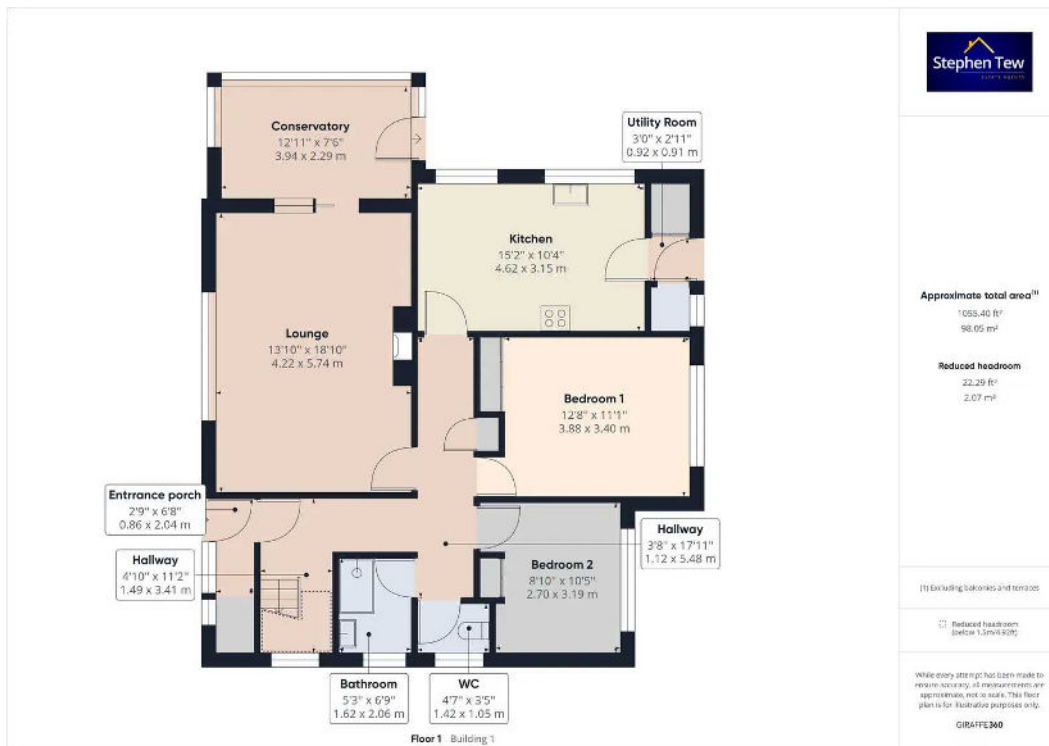 Stephen Tew
ESTATE AGENTS
Conservatory
12'11" x 7'6"
3.94 x 2.29 m
Utility Room
3'0" x 2'11"
0.92 x 0.91 m
Kitchen
15'2" x 10'4"
4.62 x 3.15 m
Lounge
13'10" x 18'10"
4.22 x 5.74 m
Bedroom 1
12'8" x 11'1"
3.88 x 3.40 m
Entrrance porch
2'9" x 6'8"
0.86 x 2.04 m
Hallway
4'10" x 11'2"
1.49 x 3.41 m
Hallway
3'8" x 17'11"
1.12 x 5.48 m
Bedroom 2
8'10" x 10'5"
2.70 x 3.19 m
Bathroom
5'3" x 6'9"
1.62 x 2.06 m
WC
4'7" x 3'5"
1.42 x 1.05 m
Floor 1 Building 1
Approximate total area(1)
1055.40 ft²
98.05 m²
Reduced headroom
22.29 ft²
2.07 m²
(1) Excluding balconies and terraces
Reduced headroom
(below 1.5m/4.92ft)
While every attempt has been made to
ensure accuracy, all measurements are
approximate, not to scale. This floor
plan is for illustrative purposes only.
GIRAFFE360